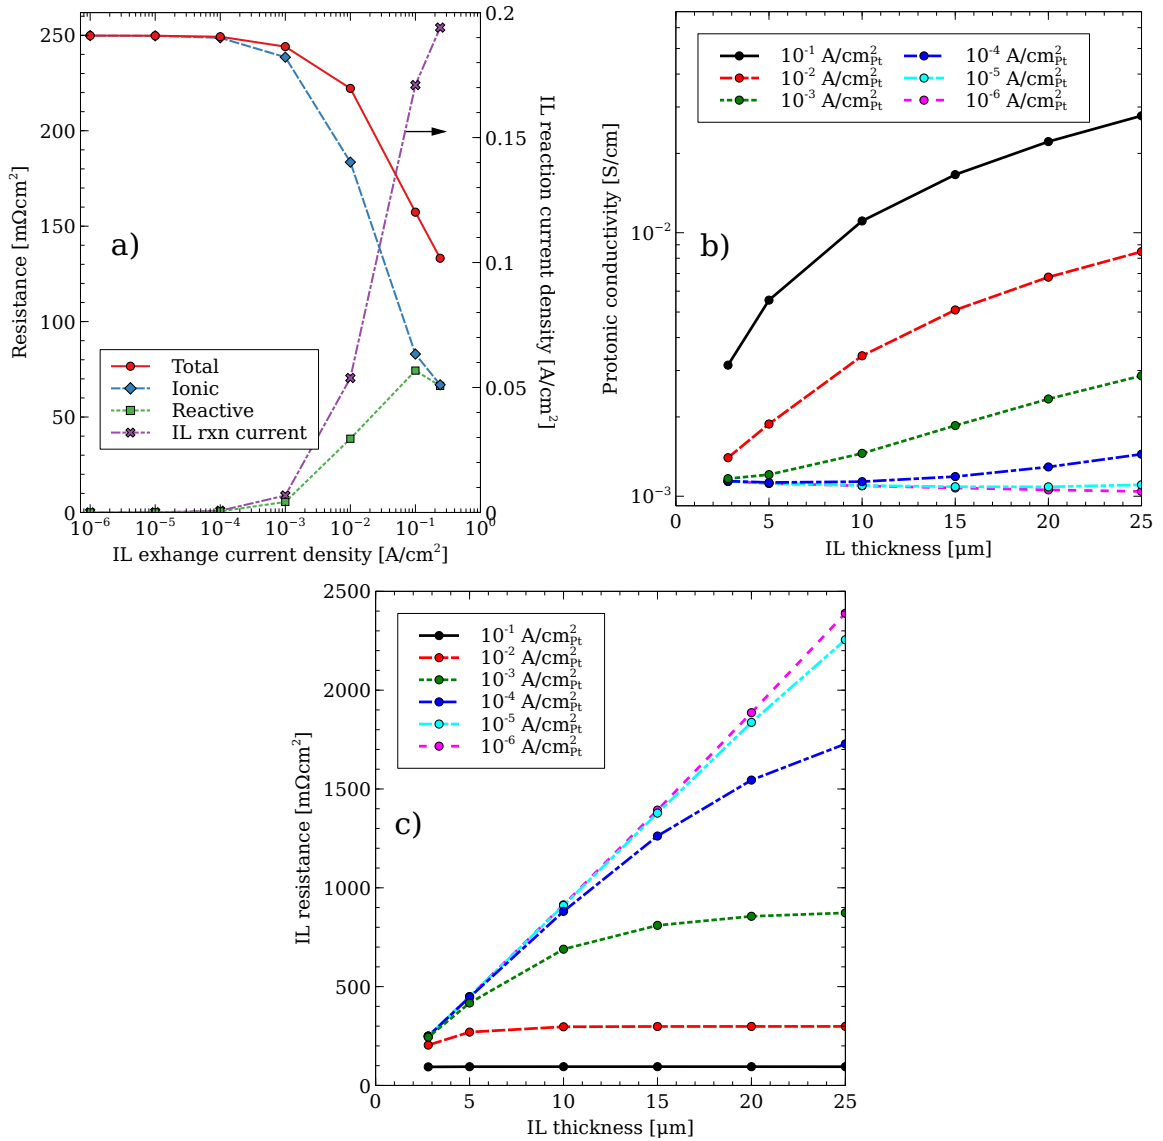 a)
Resistance [mΩcm²]
250
200
150
100
50
0
0.2
0.15
0.1
0.05
0
IL reaction current density [A/cm²]
Total
Ionic
Reactive
IL rxn current
10⁻⁶ 10⁻⁵ 10⁻⁴ 10⁻³ 10⁻² 10⁻¹ 10⁰
IL exhange current density [A/cm²]
b)
Protonic conductivity [S/cm]
10⁻²
10⁻³
10⁻¹ A/cm²Pt
10⁻² A/cm²Pt
10⁻³ A/cm²Pt
10⁻⁴ A/cm²Pt
10⁻⁵ A/cm²Pt
10⁻⁶ A/cm²Pt
0 5 10 15 20 25
IL thickness [µm]
c)
IL resistance [mΩcm²]
2500
2000
1500
1000
500
0
10⁻¹ A/cm²Pt
10⁻² A/cm²Pt
10⁻³ A/cm²Pt
10⁻⁴ A/cm²Pt
10⁻⁵ A/cm²Pt
10⁻⁶ A/cm²Pt
0 5 10 15 20 25
IL thickness [µm]